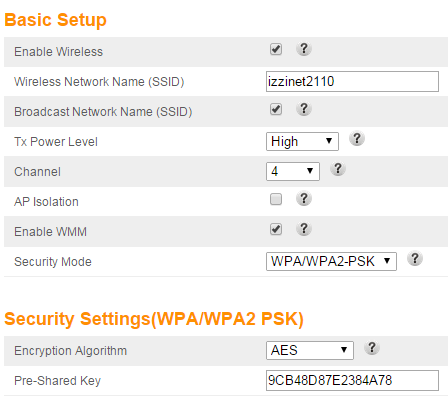 Basic Setup
Enable Wireless ?
Wireless Network Name (SSID) izzinet2110
Broadcast Network Name (SSID) ?
Tx Power Level High ?
Channel 4 ?
AP Isolation ?
Enable WMM ?
Security Mode WPA/WPA2-PSK ?
Security Settings(WPA/WPA2 PSK)
Encryption Algorithm AES ?
Pre-Shared Key 9CB48D87E2384A78